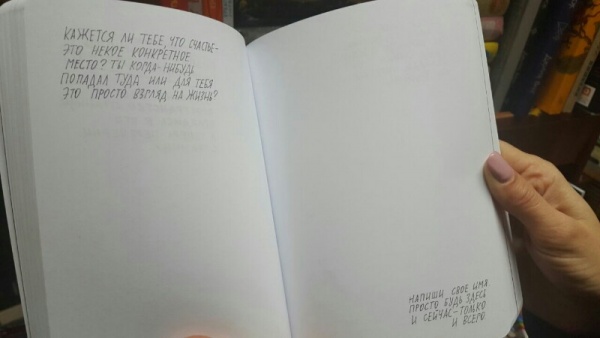 КАЖЕТСЯ ЛИ ТЕБЕ, ЧТО СЧАСТЬЕ-
ЭТО НЕКОЕ КОНКРЕТНОЕ
МЕСТО? ТЫ КОГДА-НИБУДЬ
ПОПАДАЛ ТУДА ИЛИ ДЛЯ ТЕБЯ
ЭТО ПРОСТО ВЗГЛЯД НА ЖИЗНЬ?
НАПИШИ СВОЕ ИМЯ
ПРОСТО БУДЬ ЗДЕСЬ
И СЕЙЧАС-ТОЛЬКО
И ВСЕГО.